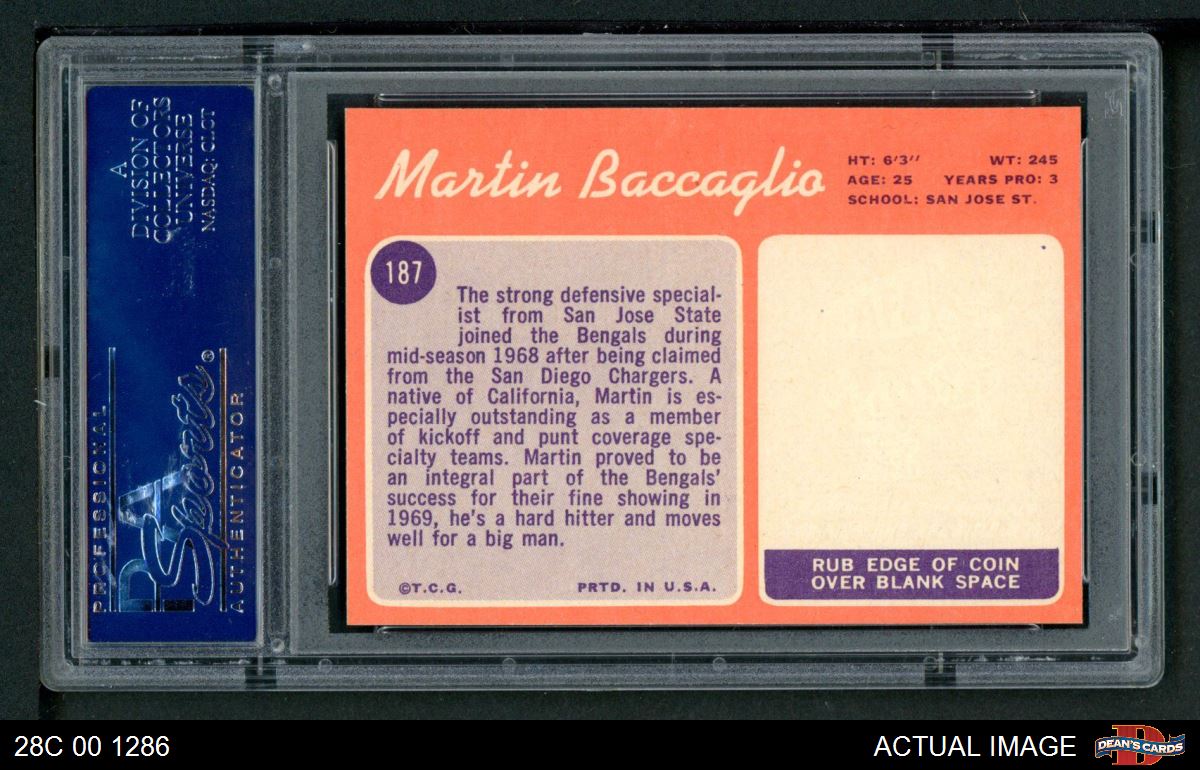 A
DIVISION OF
COLLECTORS
UNIVERSE
NASDAQ: CLCT
PROFESSIONAL
PSA
Sports®
AUTHENTICATOR
Martin Baccaglio
HT: 6'3'' WT: 245
AGE: 25 YEARS PRO: 3
SCHOOL: SAN JOSE ST.
187
The strong defensive special-
ist from San Jose State
joined the Bengals during
mid-season 1968 after being claimed
from the San Diego Chargers. A
native of California, Martin is es-
pecially outstanding as a member
of kickoff and punt coverage spe-
cialty teams. Martin proved to be
an integral part of the Bengals'
success for their fine showing in
1969, he's a hard hitter and moves
well for a big man.
©T.C.G. PRTD. IN U.S.A.
RUB EDGE OF COIN
OVER BLANK SPACE
28C 00 1286
ACTUAL IMAGE
D
DEAN'S CARDS